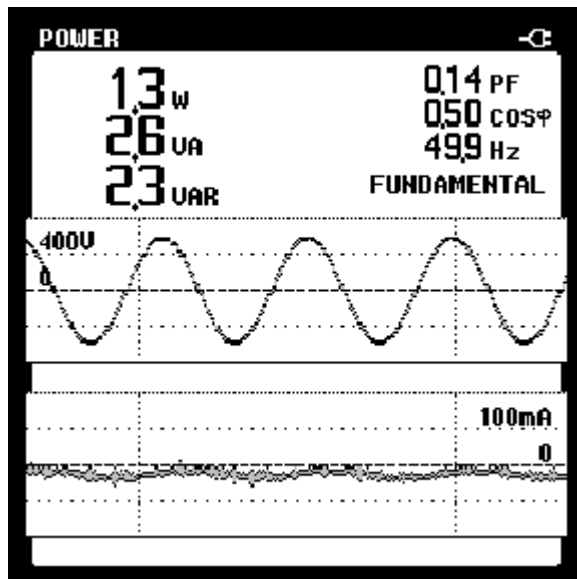 POWER
1,3 W
2,6 VA
2,3 VAR
0,14 PF
0,50 COSφ
49,9 Hz
FUNDAMENTAL
400V
0
100mA
0